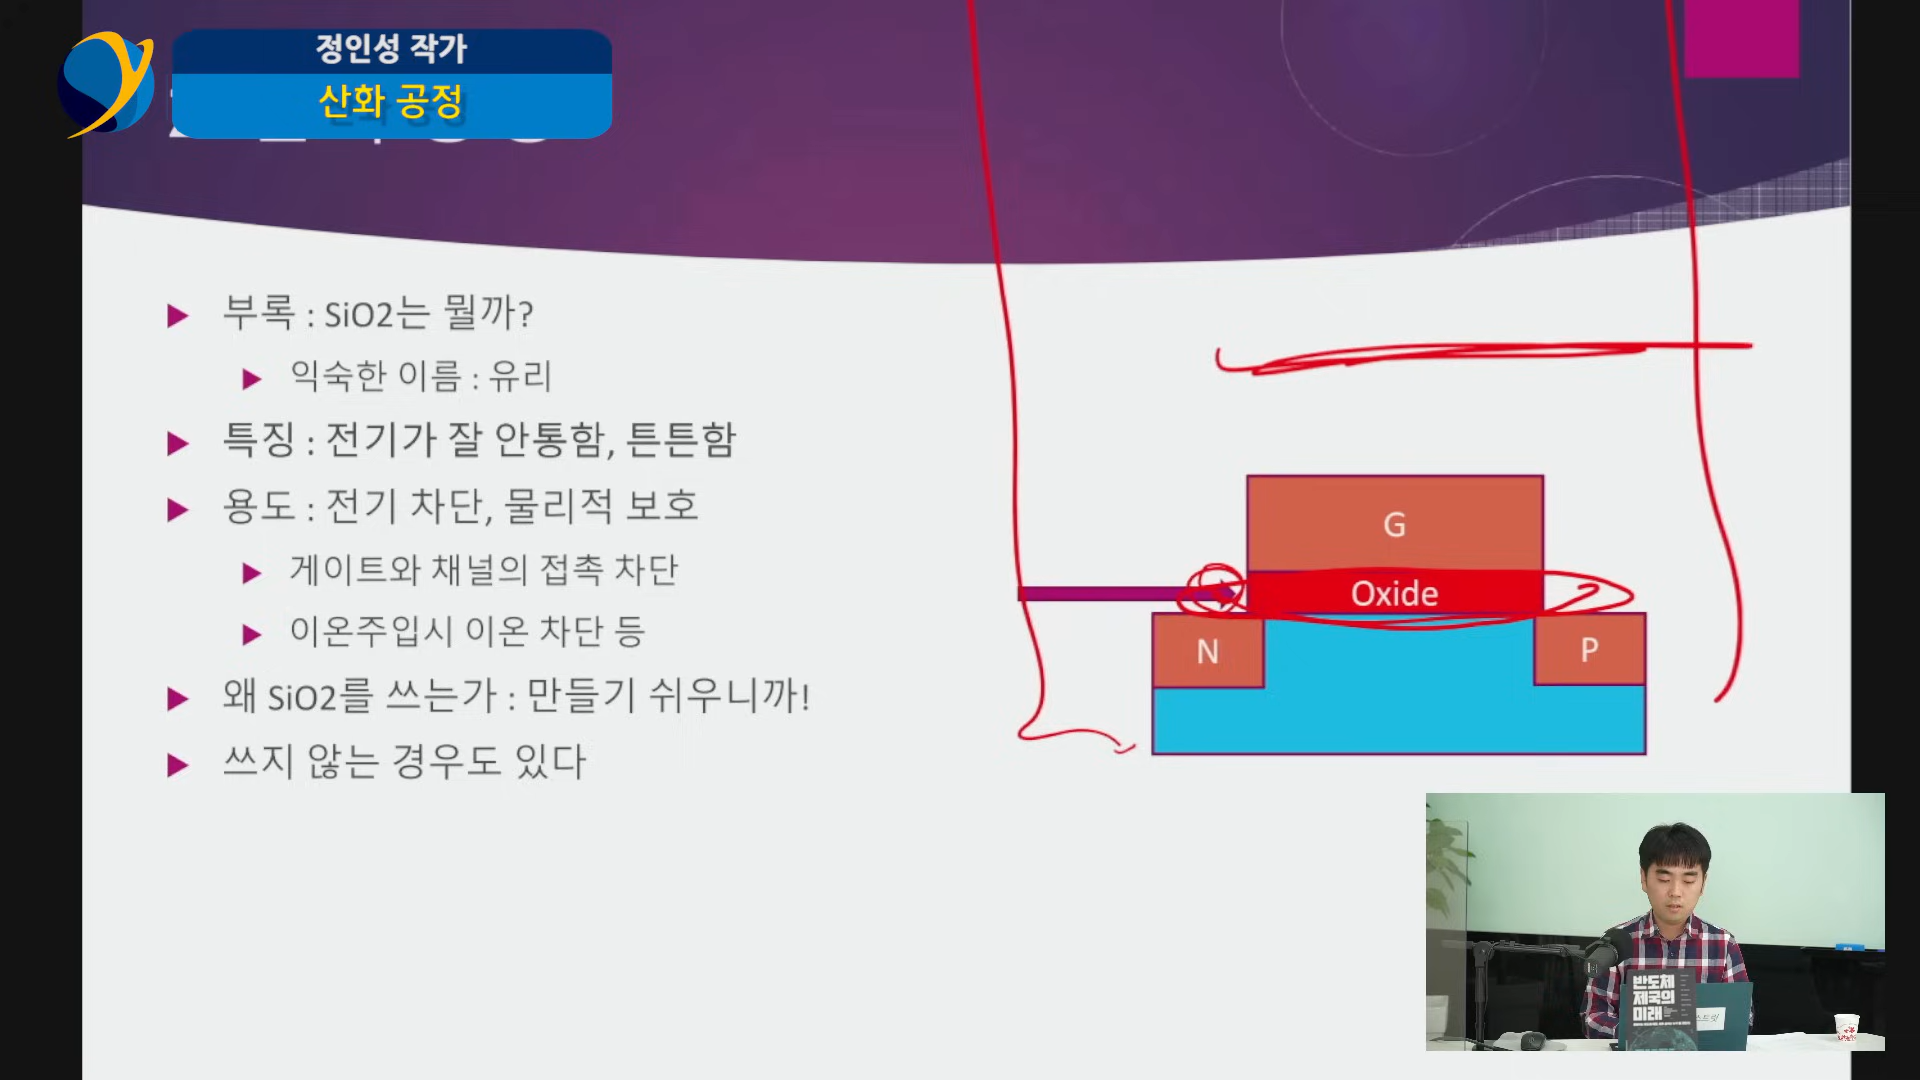 정인성 작가
산화 공정
부록 : SiO2는 뭘까?
익숙한 이름 : 유리
특징 : 전기가 잘 안통함, 튼튼함
용도 : 전기 차단, 물리적 보호
게이트와 채널의 접촉 차단
이온주입시 이온 차단 등
왜 SiO2를 쓰는가 : 만들기 쉬우니까!
쓰지 않는 경우도 있다
G
Oxide
N
P
반도체
제국의
미래